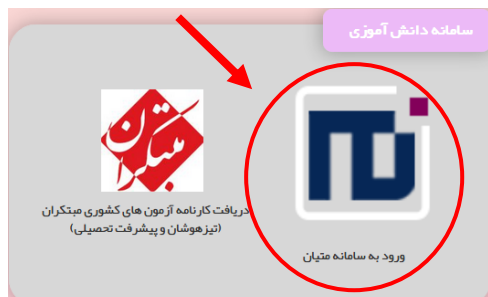 سامانه دانش آموزی
مبتکران
ورود به سامانه متیان
دریافت کارنامه آزمون های کشوری مبتکران
(تیزهوشان و پیشرفت تحصیلی)